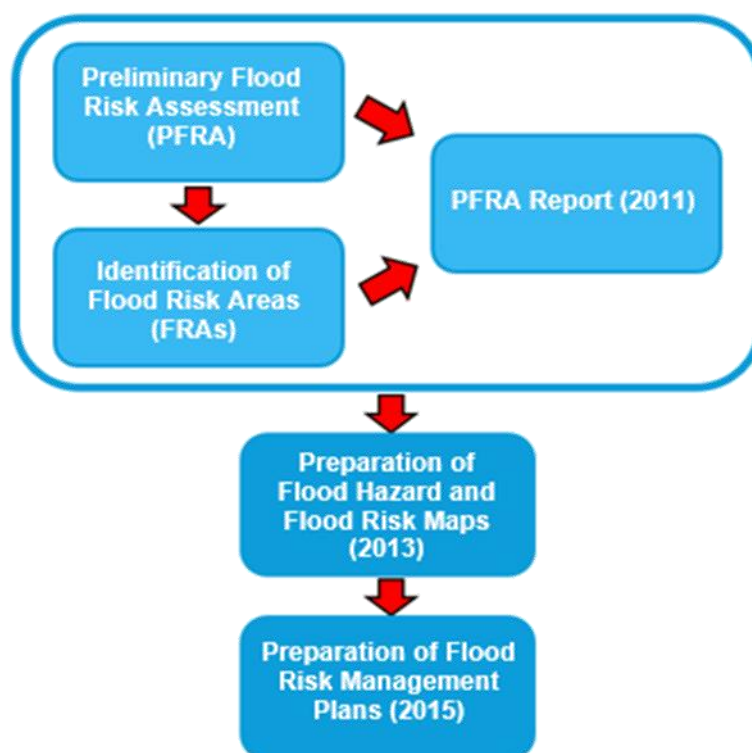 Preliminary Flood
Risk Assessment
(PFRA)
PFRA Report (2011)
Identification of
Flood Risk Areas
(FRAs)
Preparation of
Flood Hazard and
Flood Risk Maps
(2013)
Preparation of Flood
Risk Management
Plans (2015)